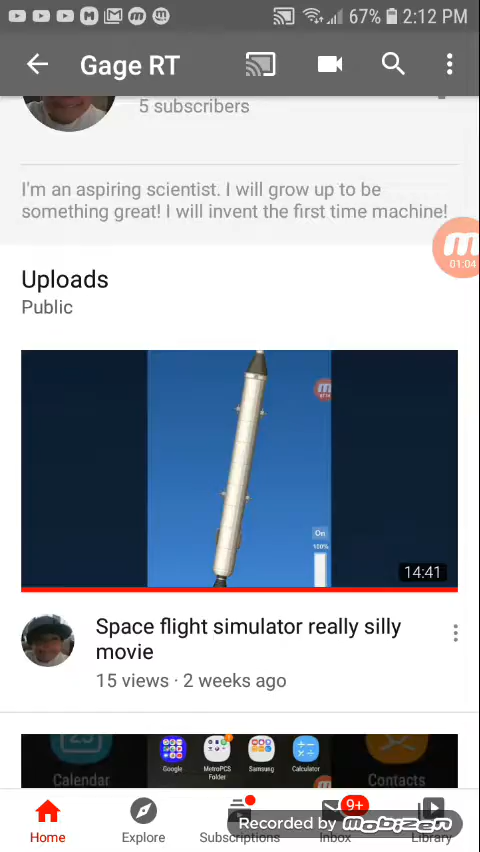 67% 2:12 PM
Gage RT
5 subscribers
I'm an aspiring scientist. I will grow up to be
something great! I will invent the first time machine!
01:04
Uploads
Public
On
100%
14:41
Space flight simulator really silly
movie
15 views · 2 weeks ago
23
Google
MetroPCS
Folder
Samsung
Calculator
Calendar
Contacts
9+
Home
Explore
Subscriptions
Inbox
Library
Recorded by mobizen